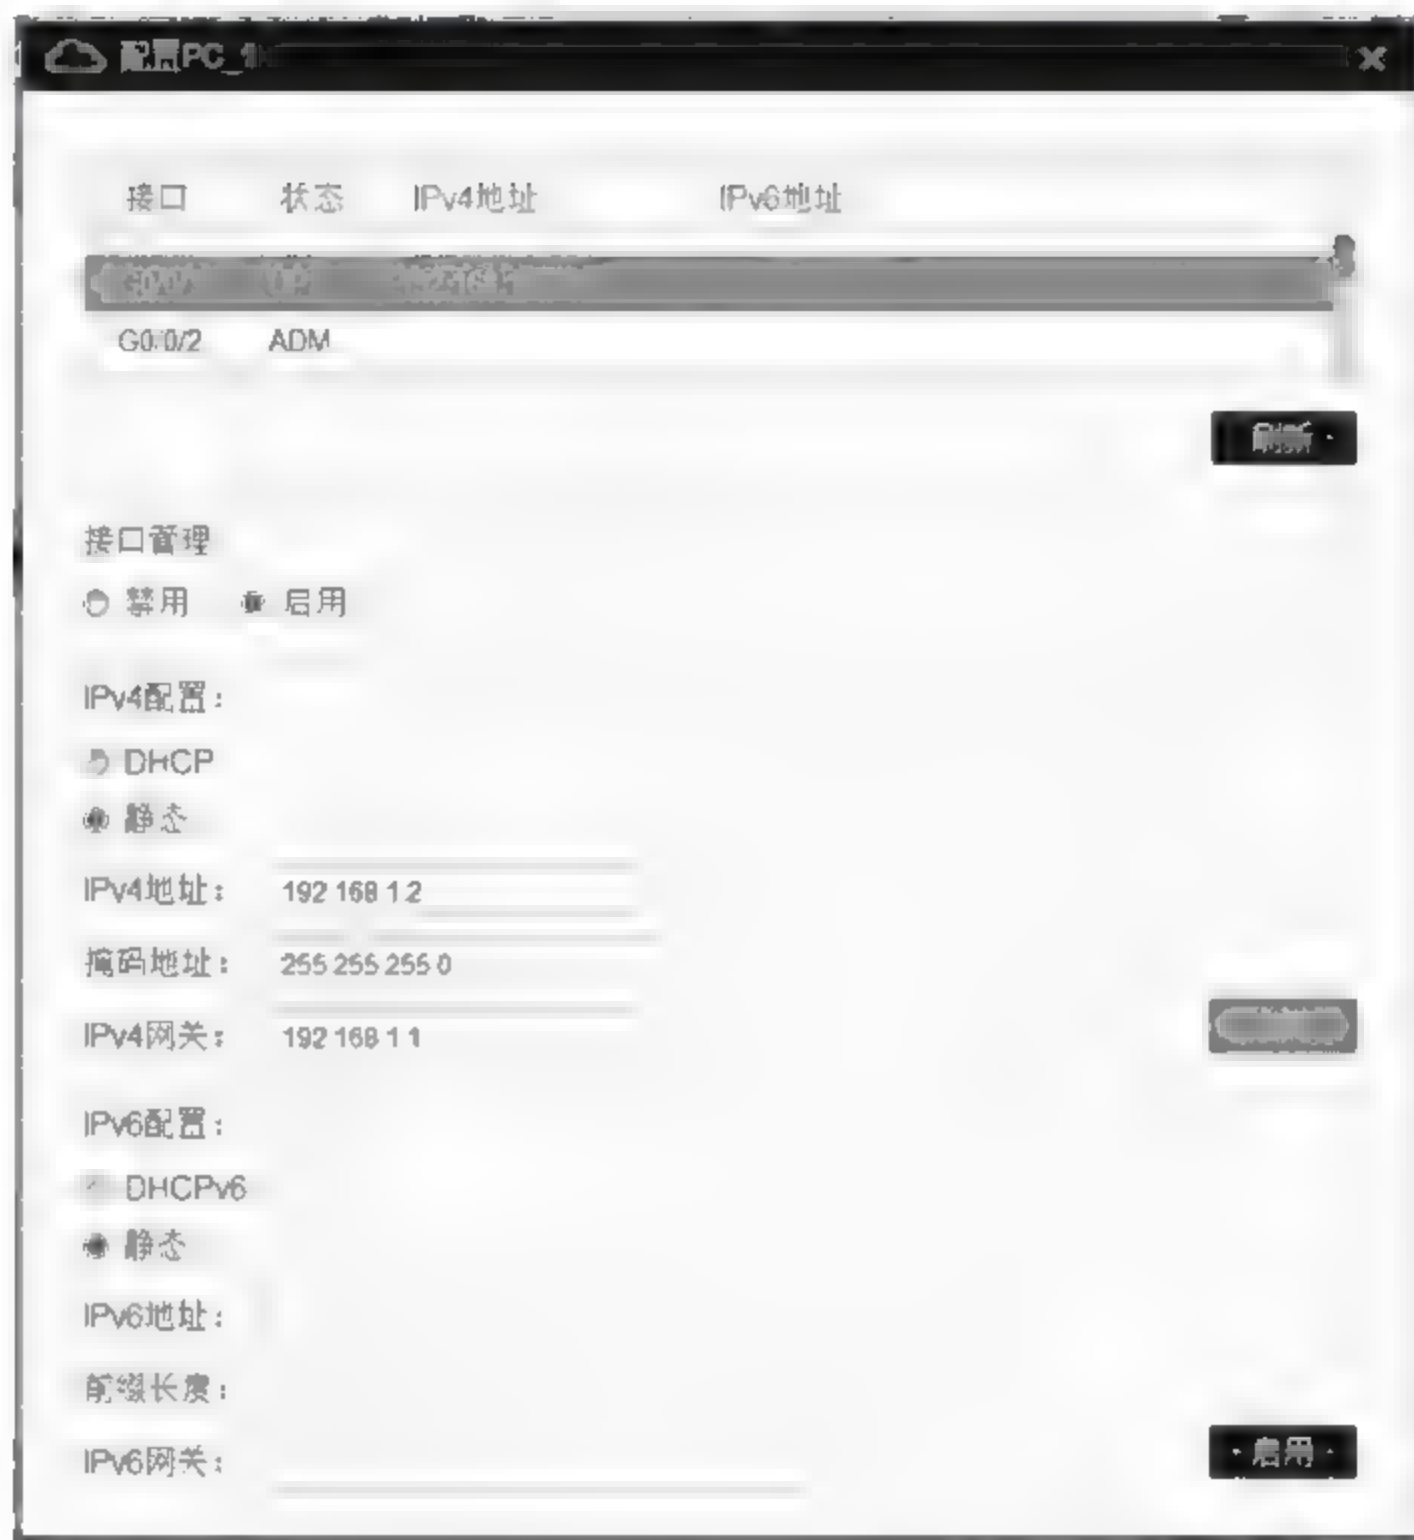 配置PC_1
接口 状态 IPv4地址 IPv6地址
G0/0/2 ADM
刷新
接口管理
禁用 启用
IPv4配置：
DHCP
静态
IPv4地址： 192 168 1 2
掩码地址： 255 255 255 0
IPv4网关： 192 168 1 1
IPv6配置：
DHCPv6
静态
IPv6地址：
前缀长度：
IPv6网关： 启用